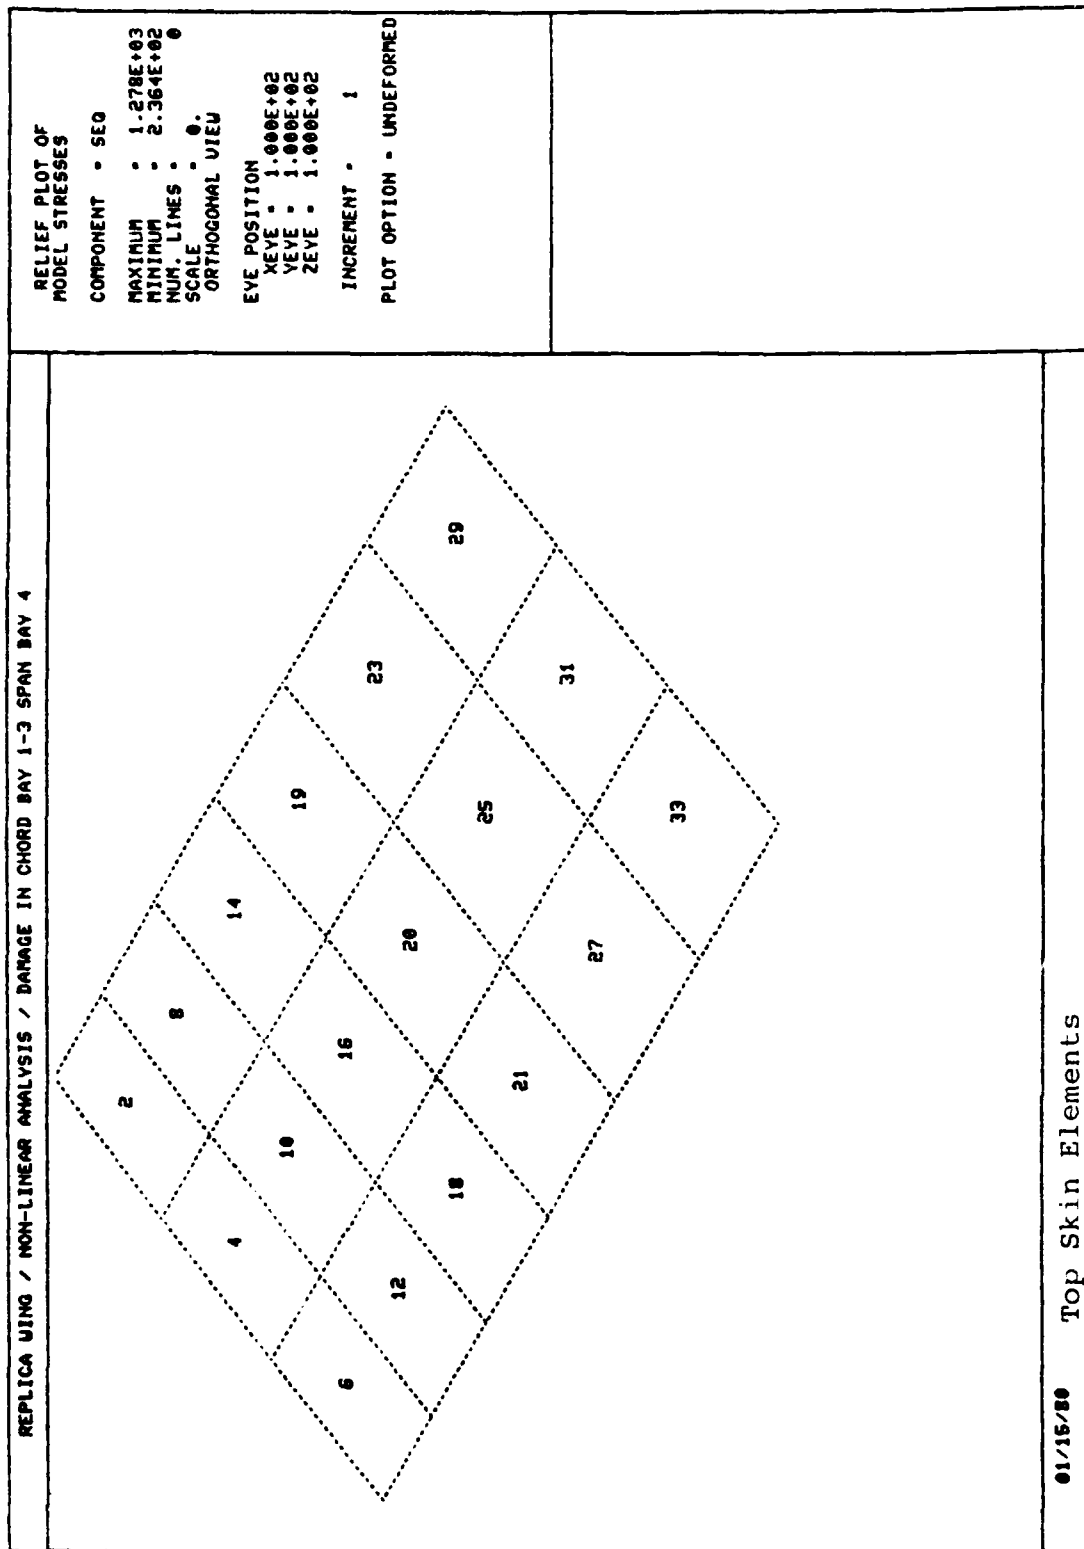 REPLICA WING / NON-LINEAR ANALYSIS / DAMAGE IN CHORD BAY 1-3 SPAN BAY 4
RELIEF PLOT OF
MODEL STRESSES
COMPONENT = SEQ
MAXIMUM = 1.278E+03
MINIMUM = 2.364E+02
NUM. LINES = 0
SCALE = 0.
ORTHOGONAL VIEW
EYE POSITION
XEYE = 1.000E+02
YEYE = 1.000E+02
ZEYE = 1.000E+02
INCREMENT = 1
PLOT OPTION = UNDEFORMED
2
8
4
14
10
19
6
16
23
12
20
29
18
25
21
31
27
33
01/15/80 Top Skin Elements